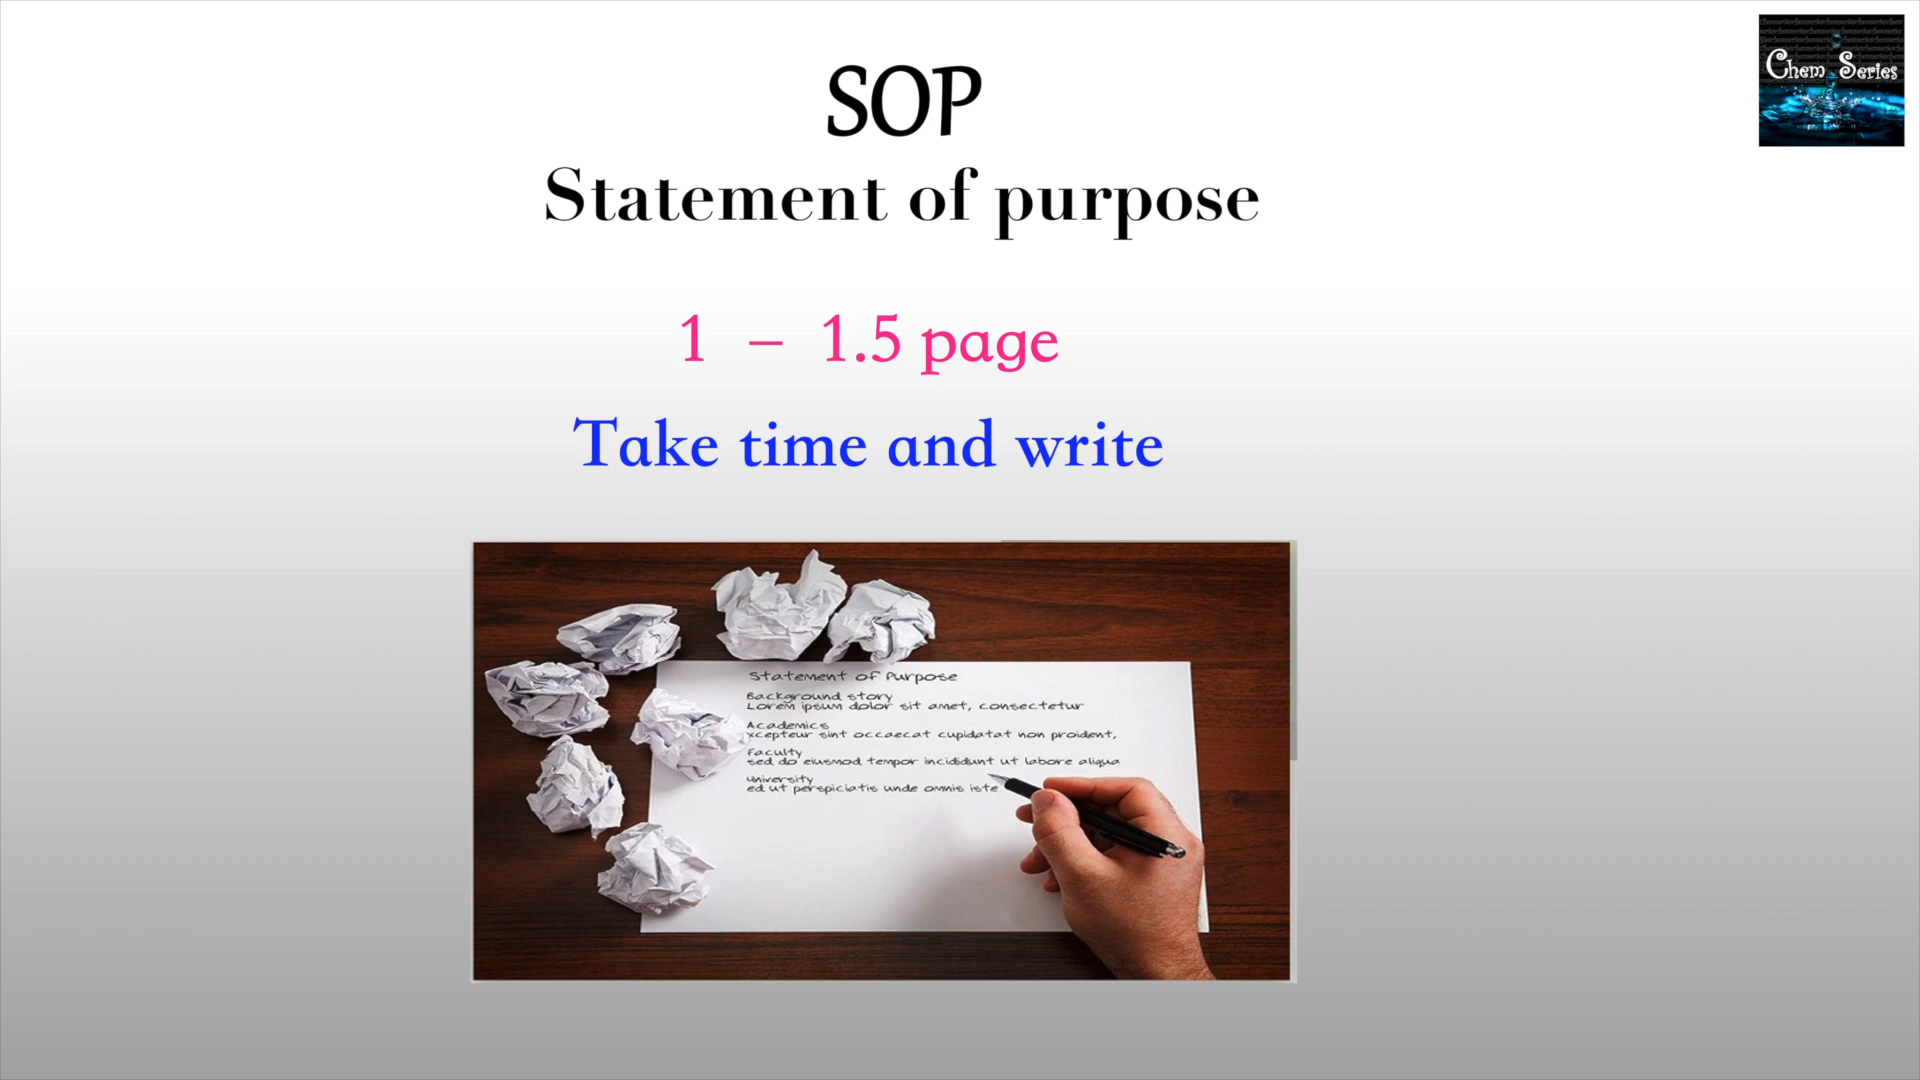 SOP
Chem Series
Statement of purpose
1 – 1.5 page
Take time and write
Statement of Purpose
Background story
Lorem ipsum dolor sit amet, consectetur
Academics
xcepteur sint occaecat cupidatat non proident,
Faculty
sed do eiusmod tempor incididunt ut labore aliqua
University
ed ut perspiciatis unde omnis iste